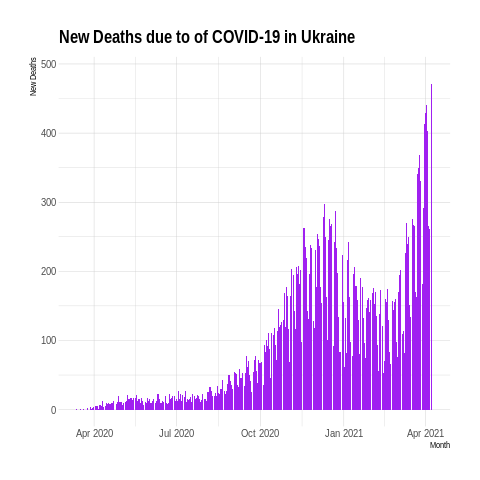 New Deaths due to of COVID-19 in Ukraine
New Deaths
500
400
300
200
100
0
Apr 2020 Jul 2020 Oct 2020 Jan 2021 Apr 2021
Month